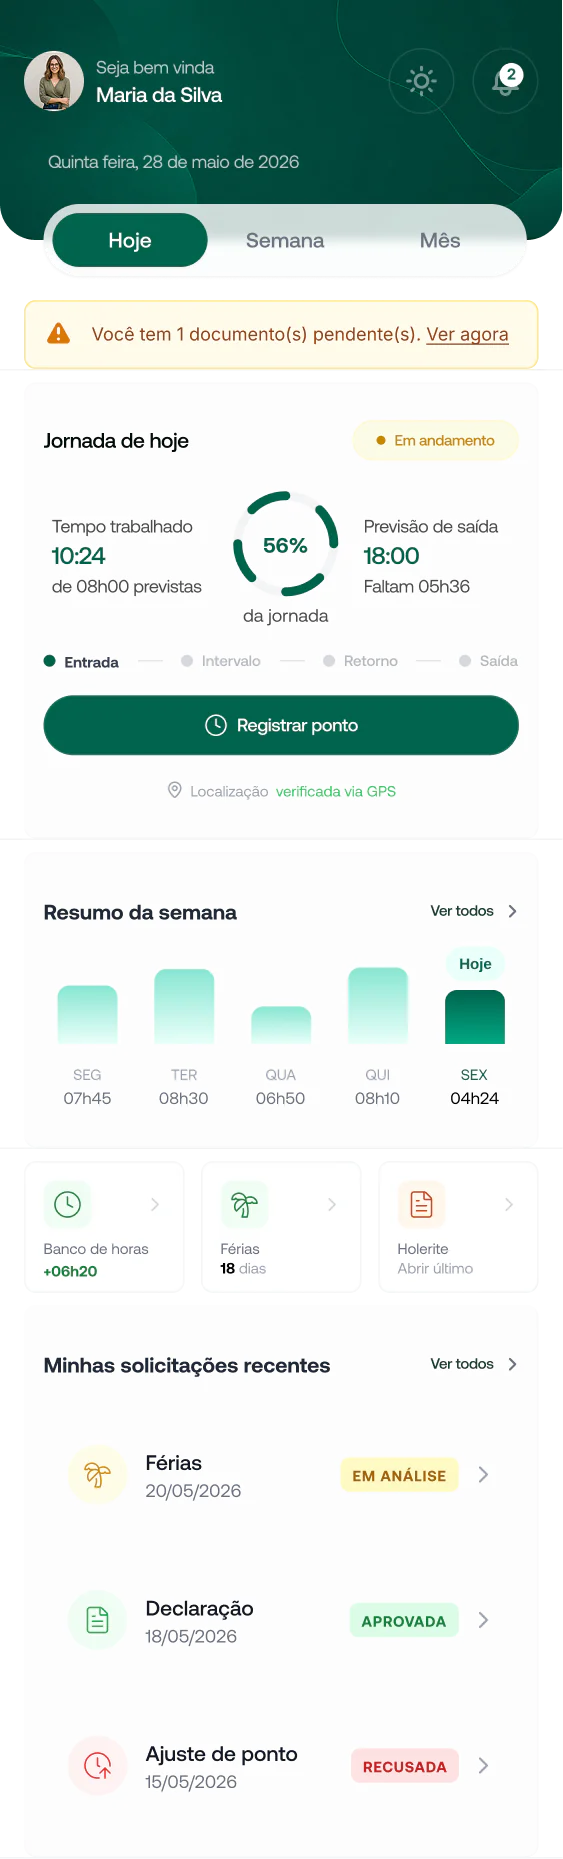 Seja bem vinda
Maria da Silva
2
Quinta feira, 28 de maio de 2026
Hoje Semana Mês
Você tem 1 documento(s) pendente(s). Ver agora
Jornada de hoje
Em andamento
Tempo trabalhado
10:24
de 08h00 previstas
56%
da jornada
Previsão de saída
18:00
Faltam 05h36
Entrada Intervalo Retorno Saída
Registrar ponto
Localização verificada via GPS
Resumo da semana
Ver todos
Hoje
SEG TER QUA QUI SEX
07h45 08h30 06h50 08h10 04h24
Banco de horas
+06h20
Férias
18 dias
Holerite
Abrir último
Minhas solicitações recentes
Ver todos
Férias
20/05/2026
EM ANÁLISE
Declaração
18/05/2026
APROVADA
Ajuste de ponto
15/05/2026
RECUSADA